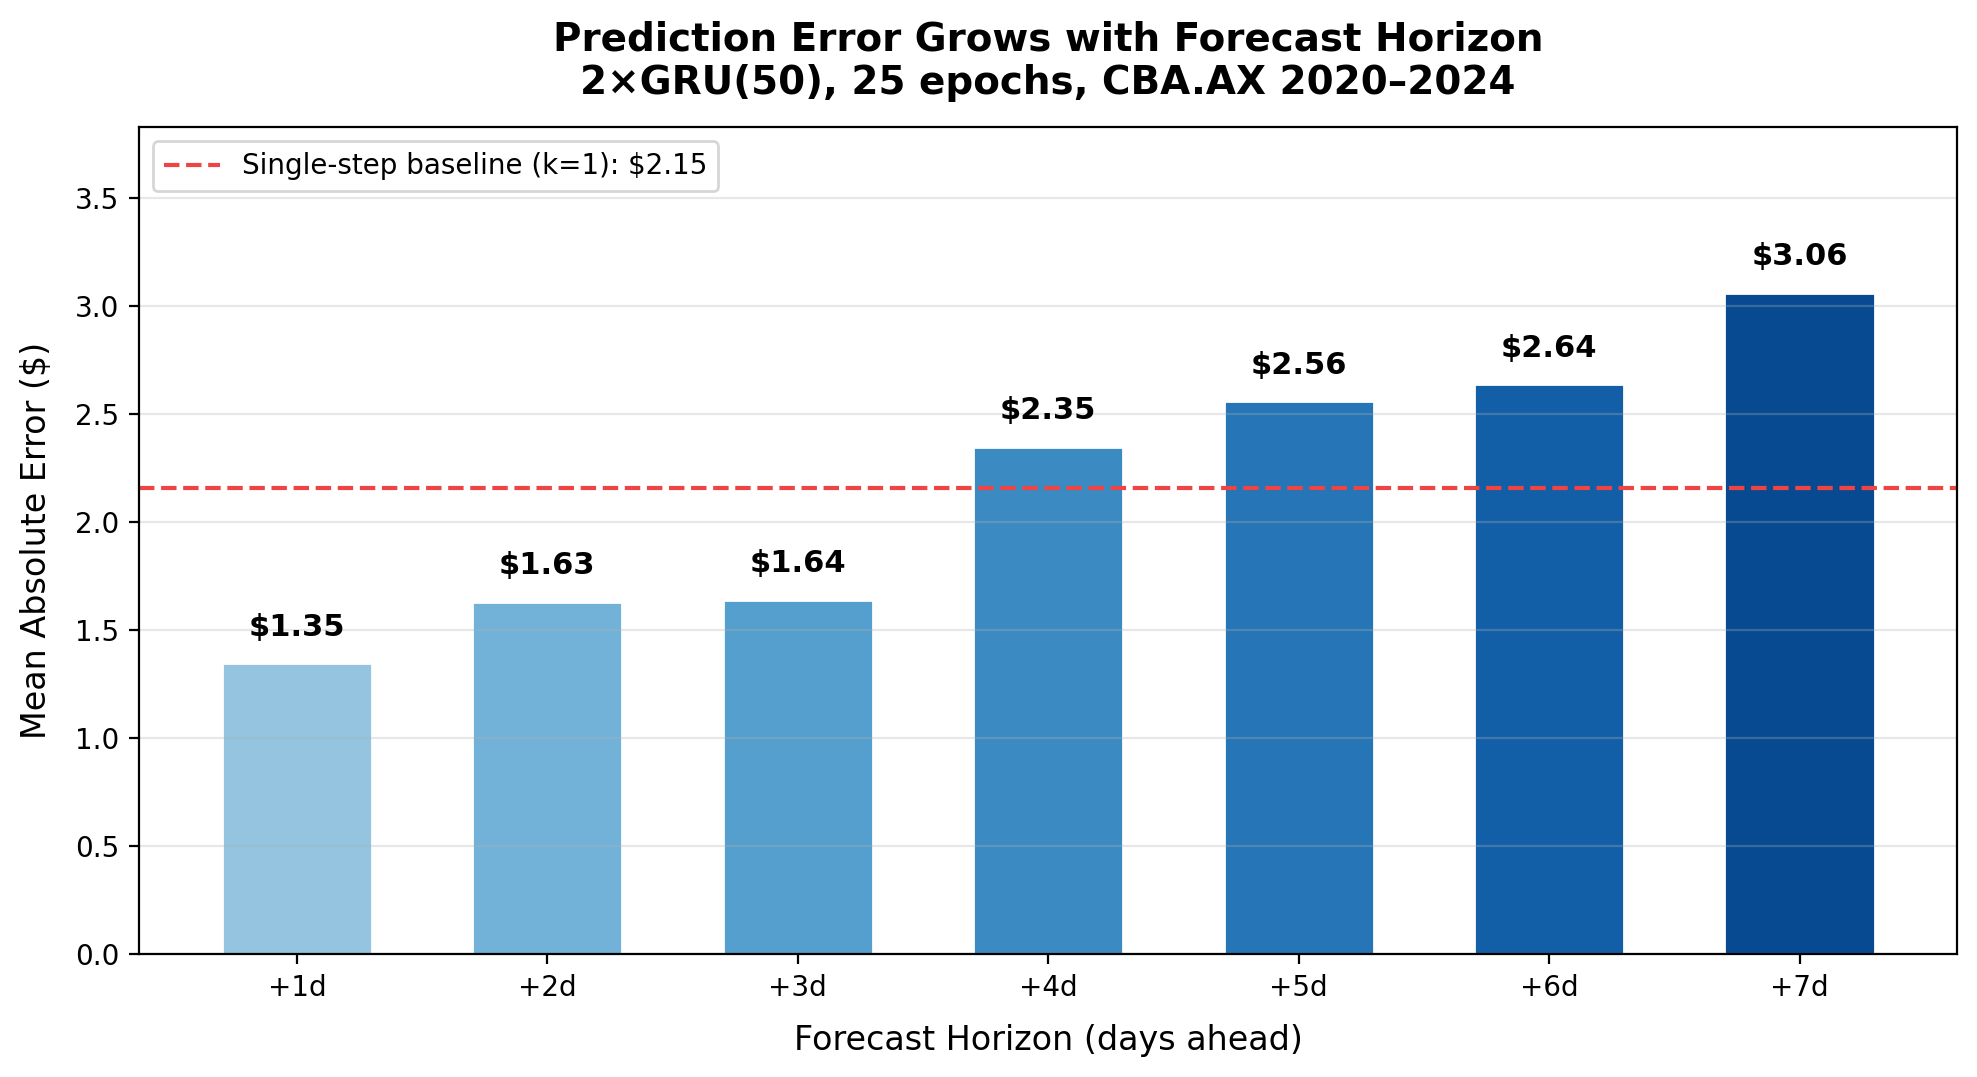 Prediction Error Grows with Forecast Horizon
2×GRU(50), 25 epochs, CBA.AX 2020–2024
Single-step baseline (k=1): $2.15
Mean Absolute Error ($)
3.5
3.0
2.5
2.0
1.5
1.0
0.5
0.0
$1.35
$1.63
$1.64
$2.35
$2.56
$2.64
$3.06
+1d
+2d
+3d
+4d
+5d
+6d
+7d
Forecast Horizon (days ahead)